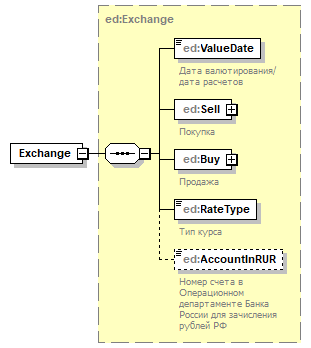 ed:Exchange
ed:ValueDate
Дата валютирования/
дата расчетов
ed:Sell
Покупка
Exchange
ed:Buy
Продажа
ed:RateType
Тип курса
ed:AccountInRUR
Номер счета в
Операционном
департаменте Банка
России для зачисления
рублей РФ